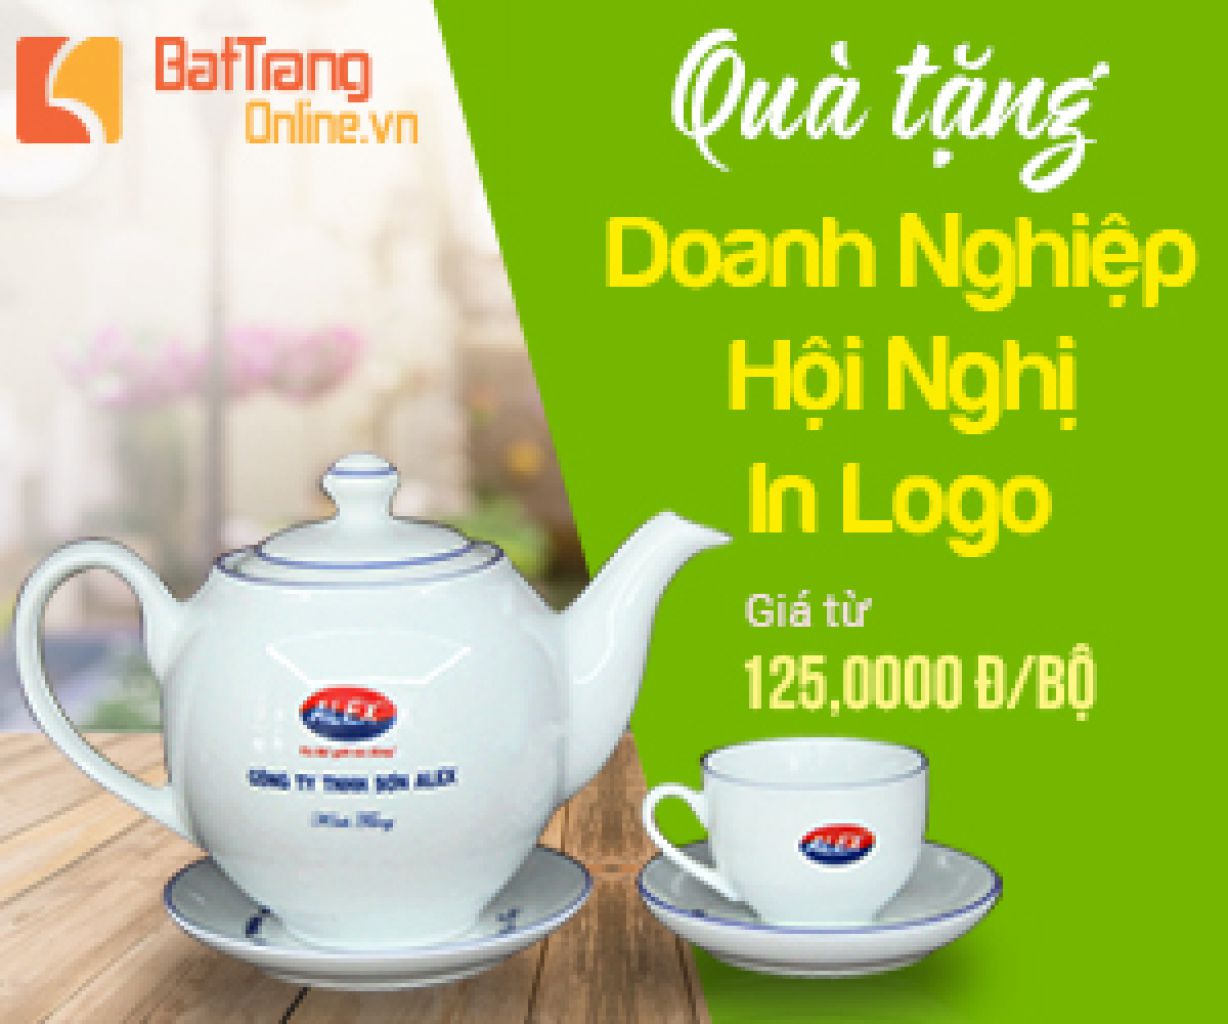 BatTrang
Online.vn
Quà tặng
Doanh Nghiệp
Hội Nghị
In Logo
Giá từ
125,0000 Đ/BỘ
ALEX
CÔNG TY TNHH SƠN ALEX
ALEX